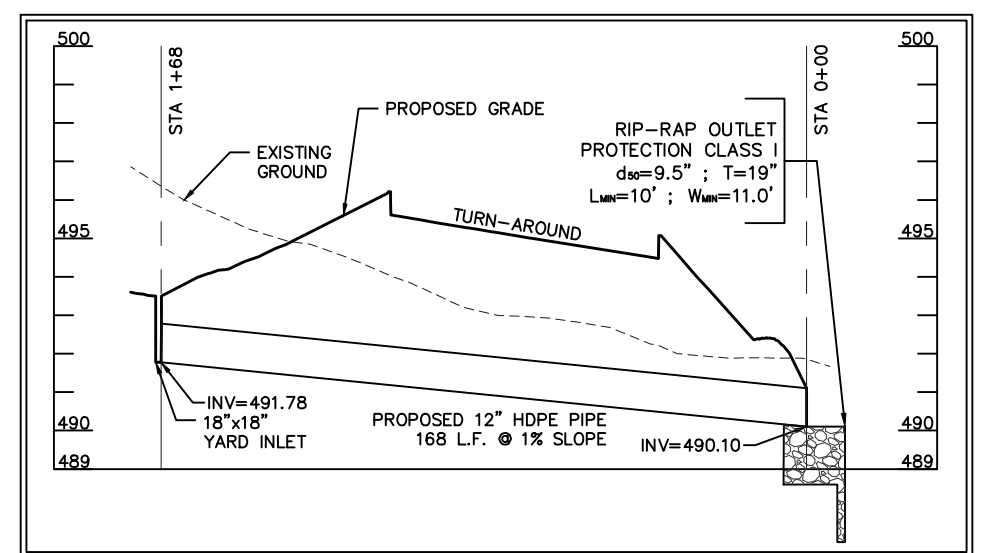 500
STA 1+68
PROPOSED GRADE
EXISTING
GROUND
RIP-RAP OUTLET
PROTECTION CLASS I
d50=9.5" ; T=19"
LMIN=10' ; WMIN=11.0'
STA 0+00
500
495
TURN-AROUND
495
INV=491.78
18"x18"
YARD INLET
PROPOSED 12" HDPE PIPE
168 L.F. @ 1% SLOPE
INV=490.10
490
489
490
489